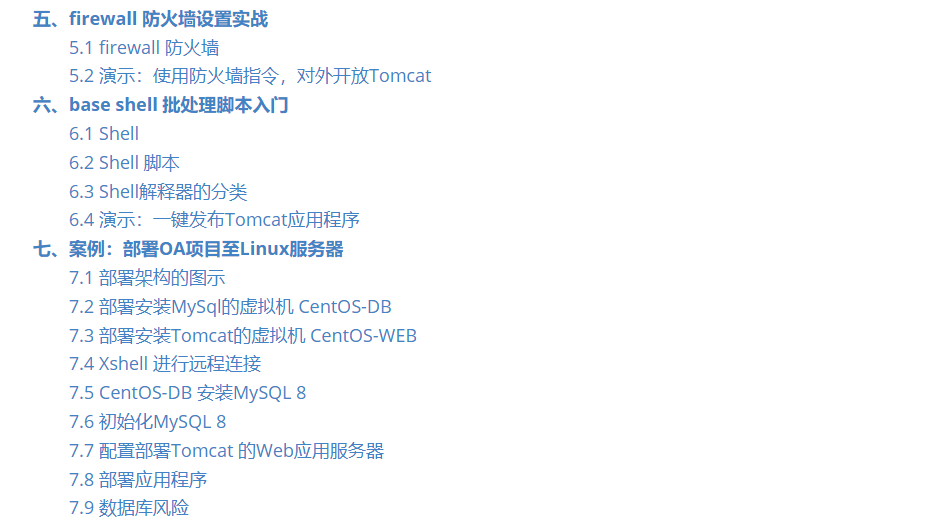 五、firewall 防火墙设置实战
5.1 firewall 防火墙
5.2 演示：使用防火墙指令，对外开放Tomcat
六、base shell 批处理脚本入门
6.1 Shell
6.2 Shell 脚本
6.3 Shell解释器的分类
6.4 演示：一键发布Tomcat应用程序
七、案例：部署OA项目至Linux服务器
7.1 部署架构的图示
7.2 部署安装MySql的虚拟机 CentOS-DB
7.3 部署安装Tomcat的虚拟机 CentOS-WEB
7.4 Xshell 进行远程连接
7.5 CentOS-DB 安装MySQL 8
7.6 初始化MySQL 8
7.7 配置部署Tomcat 的Web应用服务器
7.8 部署应用程序
7.9 数据库风险